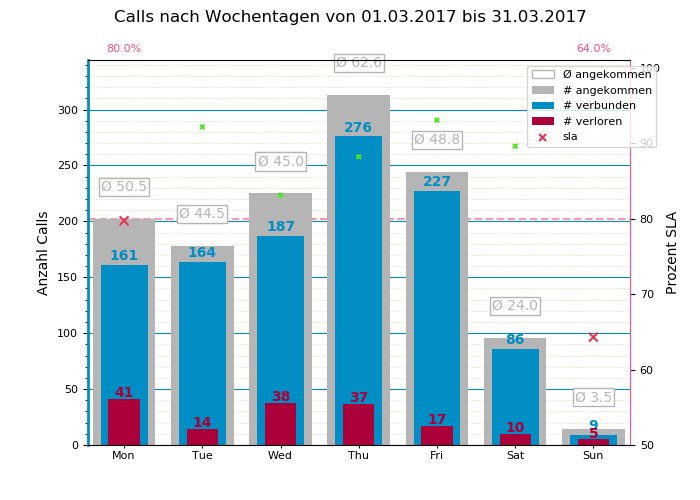 Calls nach Wochentagen von 01.03.2017 bis 31.03.2017
80.0%
64.0%
Ø angekommen
# angekommen
# verbunden
# verloren
sla
Anzahl Calls
300
250
200
150
100
50
0
Ø 50.5
161
41
Ø 44.5
164
14
Ø 45.0
187
38
Ø 62.6
276
37
Ø 48.8
227
17
Ø 24.0
86
10
Ø 3.5
9
5
100
90
80
70
60
50
Prozent SLA
Mon Tue Wed Thu Fri Sat Sun